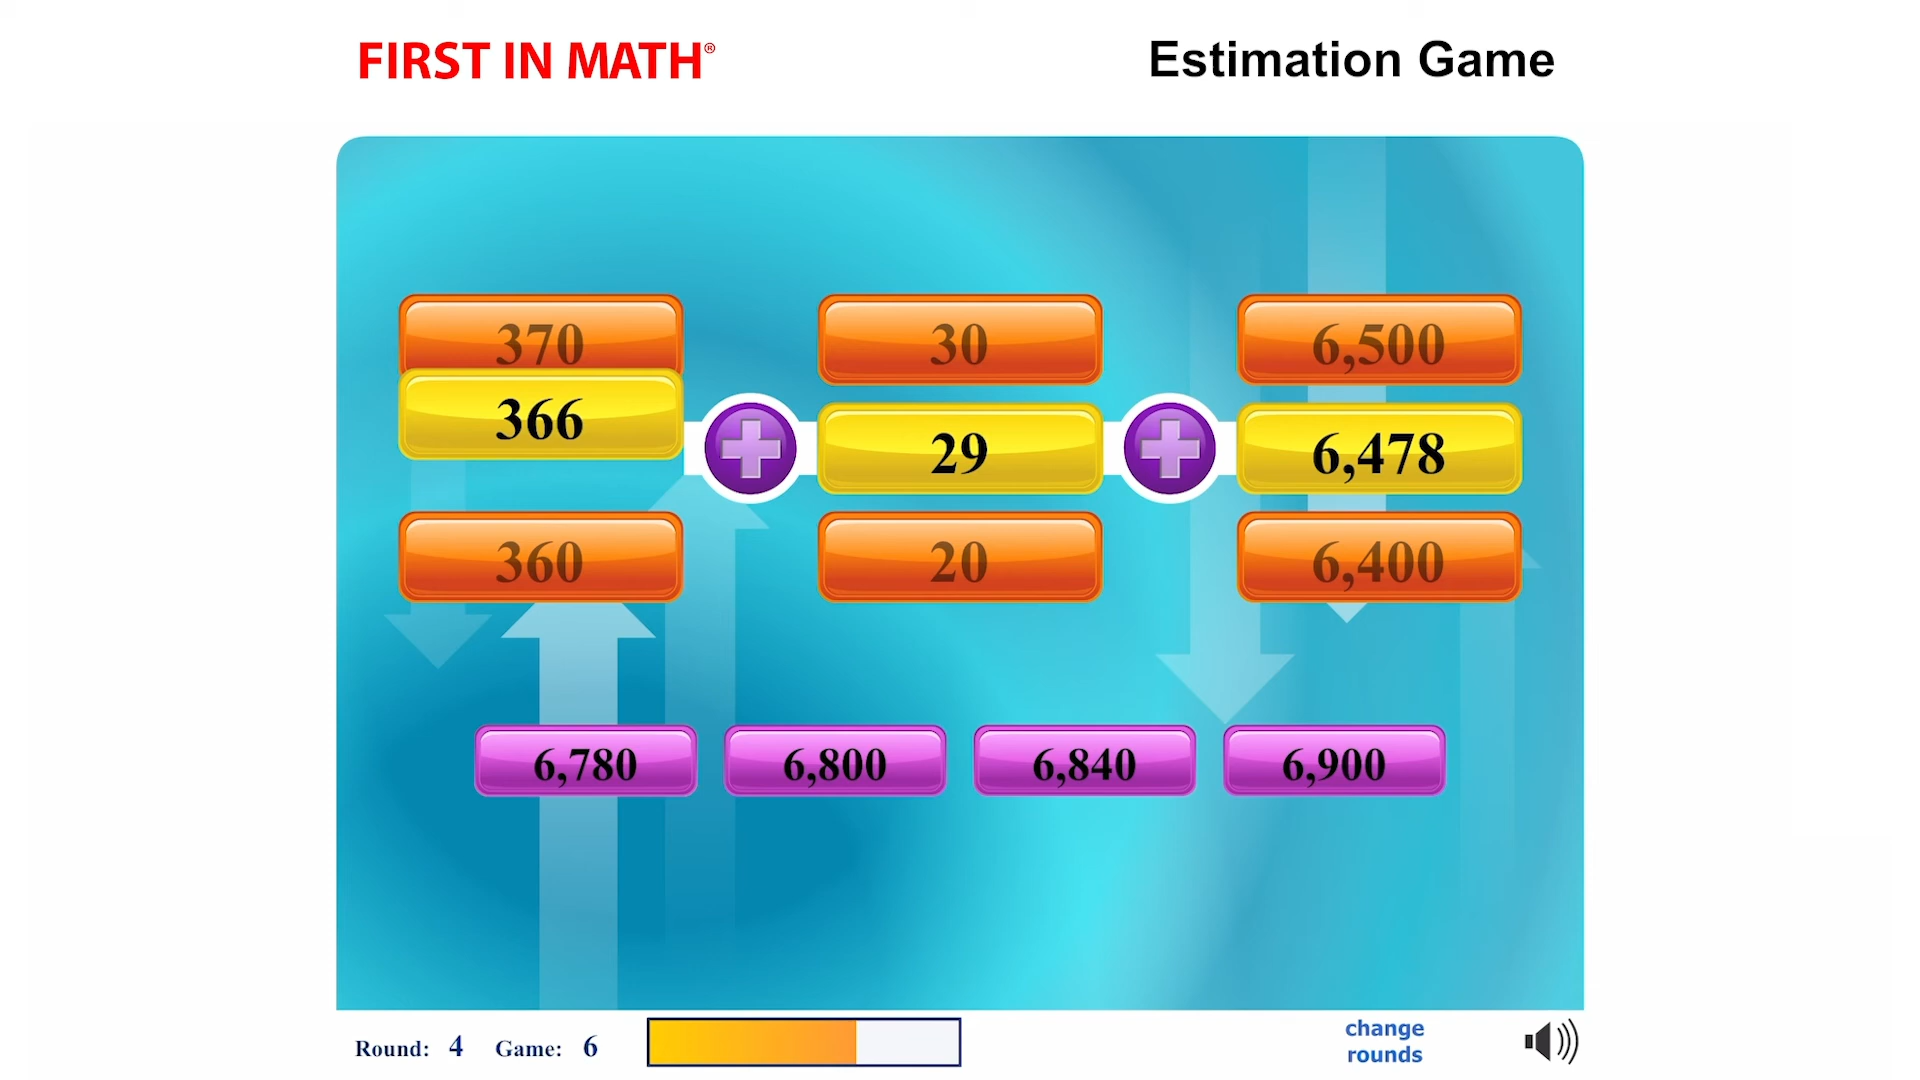 FIRST IN MATH®
Estimation Game
370 30 6,500
366 29 6,478
360 20 6,400
6,780 6,800 6,840 6,900
Round: 4 Game: 6
change
rounds